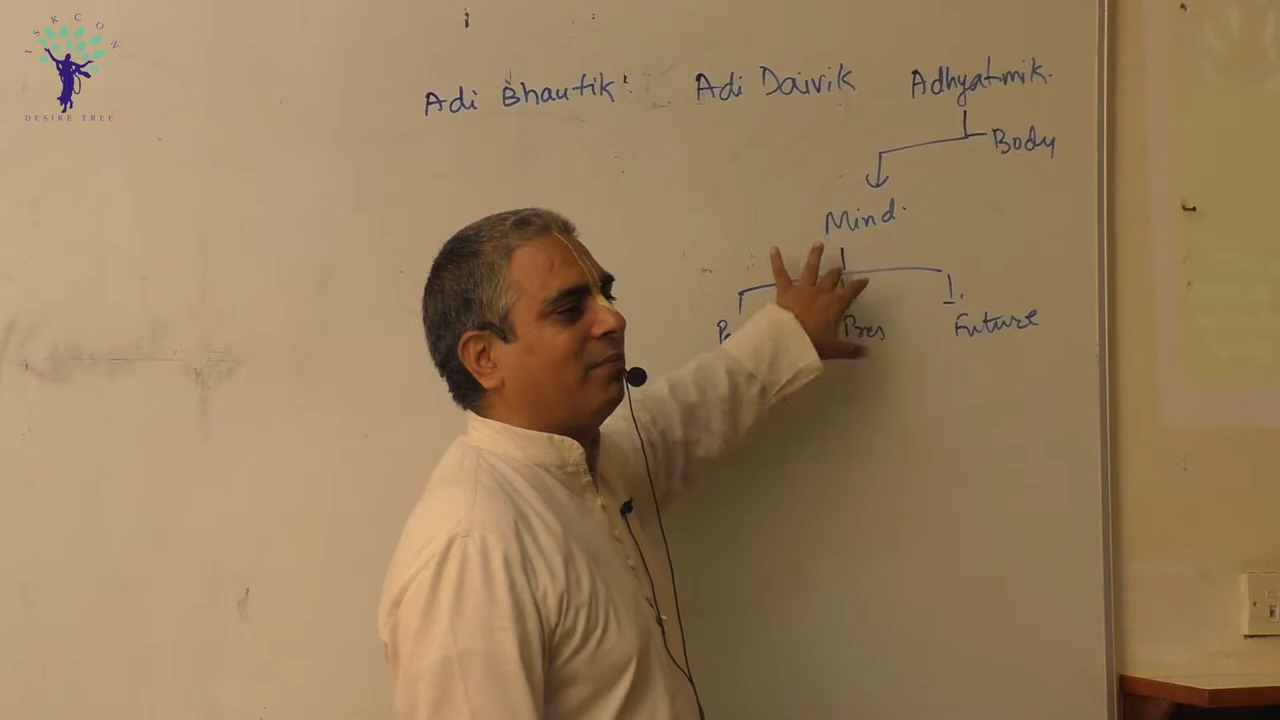 ISKCON
DESIRE TREE
Adi Bhautik Adi Daivik Adhyatmik.
Body
Mind.
Pres Future